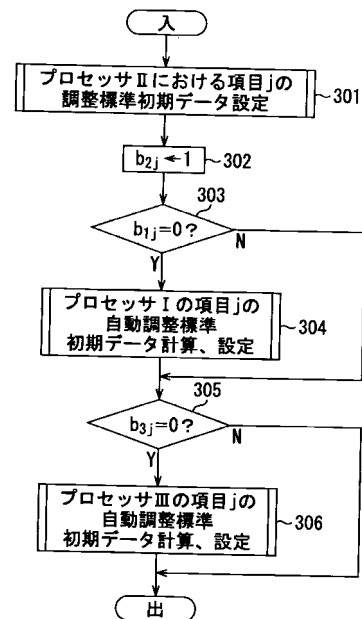 入
プロセッサⅡにおける項目jの
調整標準初期データ設定
301
b2j←1
302
303
b1j=0?
N
Y
プロセッサⅠの項目jの
自動調整標準
初期データ計算、設定
304
305
b3j=0?
N
Y
プロセッサⅢの項目jの
自動調整標準
初期データ計算、設定
306
出